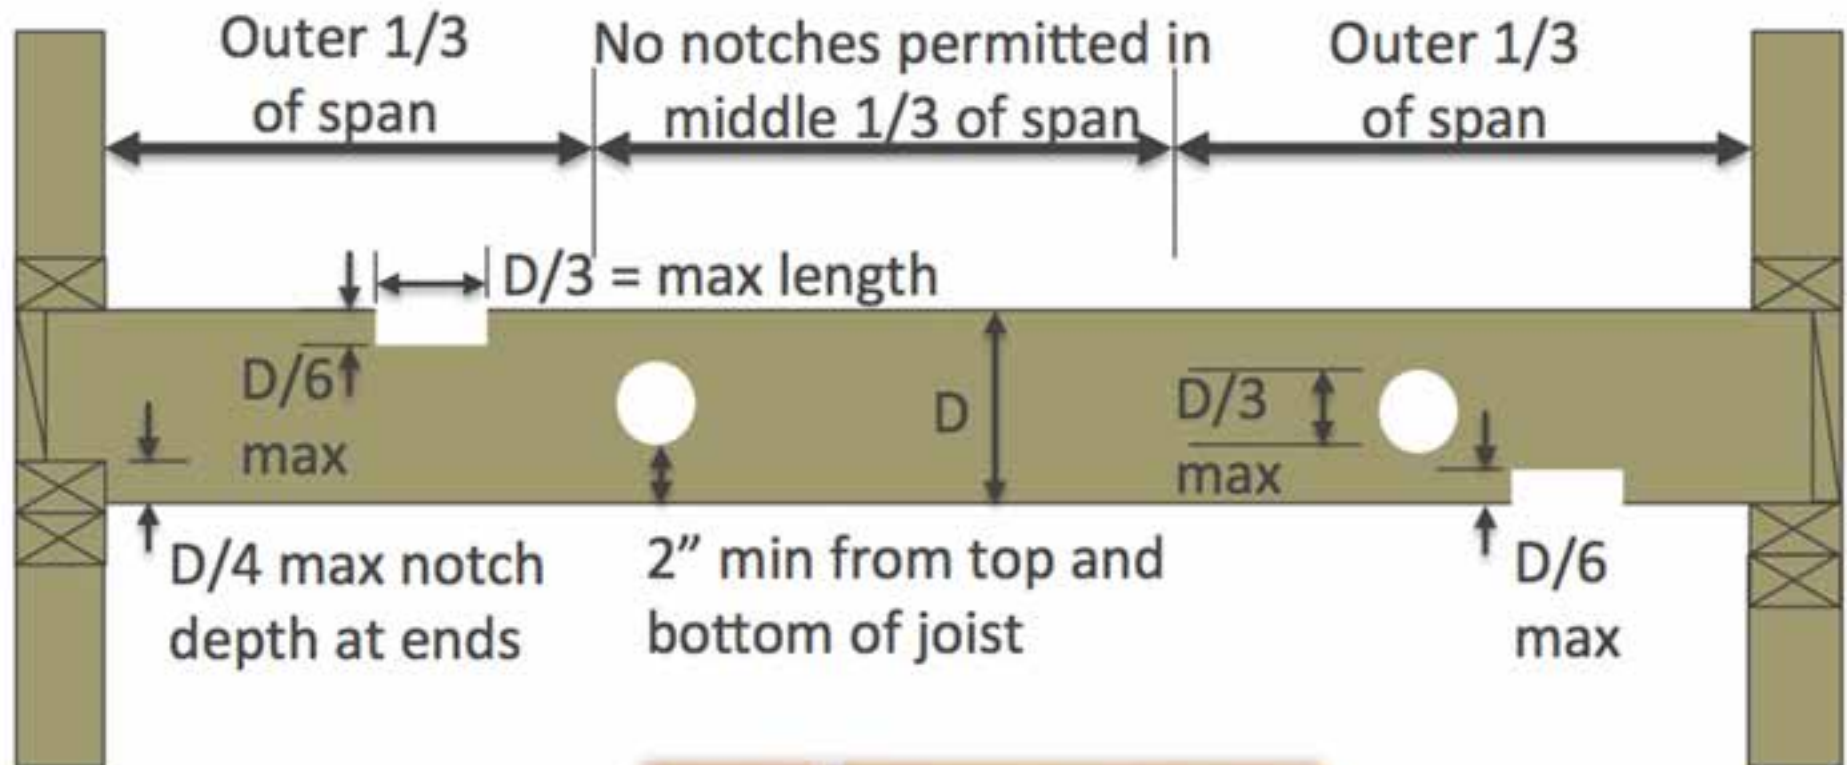 Outer 1/3
of span
No notches permitted in
middle 1/3 of span
Outer 1/3
of span
D/3 = max length
D/6
max
D
D/3
max
D/4 max notch
depth at ends
2” min from top and
bottom of joist
D/6
max